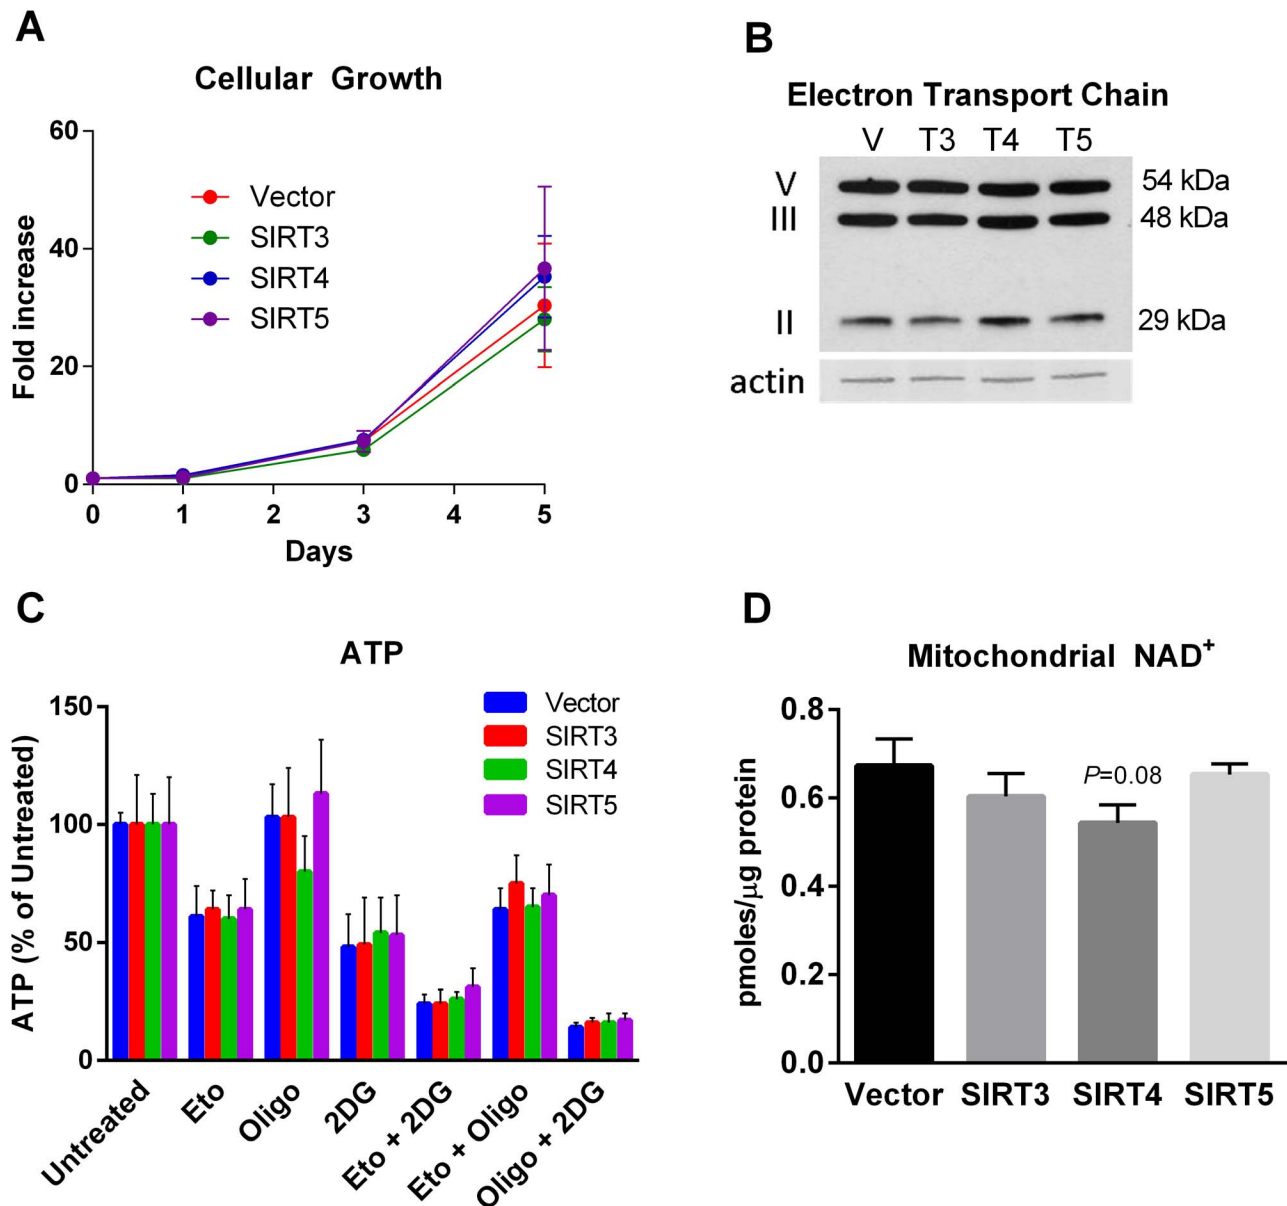 A
Cellular Growth
60
40
20
0
Fold increase
Vector
SIRT3
SIRT4
SIRT5
0 1 2 3 4 5
Days
B
Electron Transport Chain
V T3 T4 T5
V 54 kDa
III 48 kDa
II 29 kDa
actin
C
ATP
150
100
50
0
ATP (% of Untreated)
Vector
SIRT3
SIRT4
SIRT5
Untreated
Eto
Oligo
2DG
Eto + 2DG
Eto + Oligo
Oligo + 2DG
D
Mitochondrial NAD⁺
0.8
0.6
0.4
0.2
0.0
pmoles/μg protein
P=0.08
Vector SIRT3 SIRT4 SIRT5